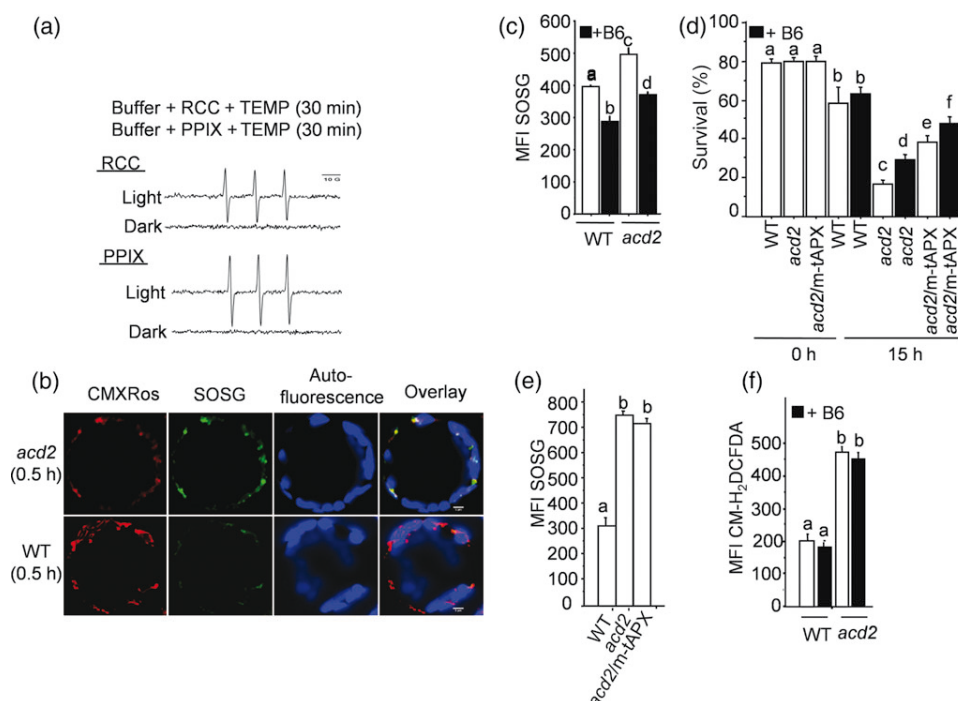 (a)
Buffer + RCC + TEMP (30 min)
Buffer + PPIX + TEMP (30 min)
RCC
10 G
Light
Dark
PPIX
Light
Dark
(b)
CMXRos
SOSG
Auto-
fluorescence
Overlay
acd2
(0.5 h)
WT
(0.5 h)
(c)
+B6
MFI SOSG
600
500
400
300
200
100
0
a
b
c
d
WT
acd2
(d)
+ B6
Survival (%)
100
80
60
40
20
0
a
a
a
b
b
c
d
e
f
WT
acd2
acd2/m-tAPX
WT
WT
acd2
acd2
acd2/m-tAPX
acd2/m-tAPX
0 h
15 h
(e)
MFI SOSG
800
700
600
500
400
300
200
100
0
a
b
b
WT
acd2
acd2/m-tAPX
(f)
+ B6
MFI CM-H₂DCFDA
500
400
300
200
100
0
a
a
b
b
WT
acd2